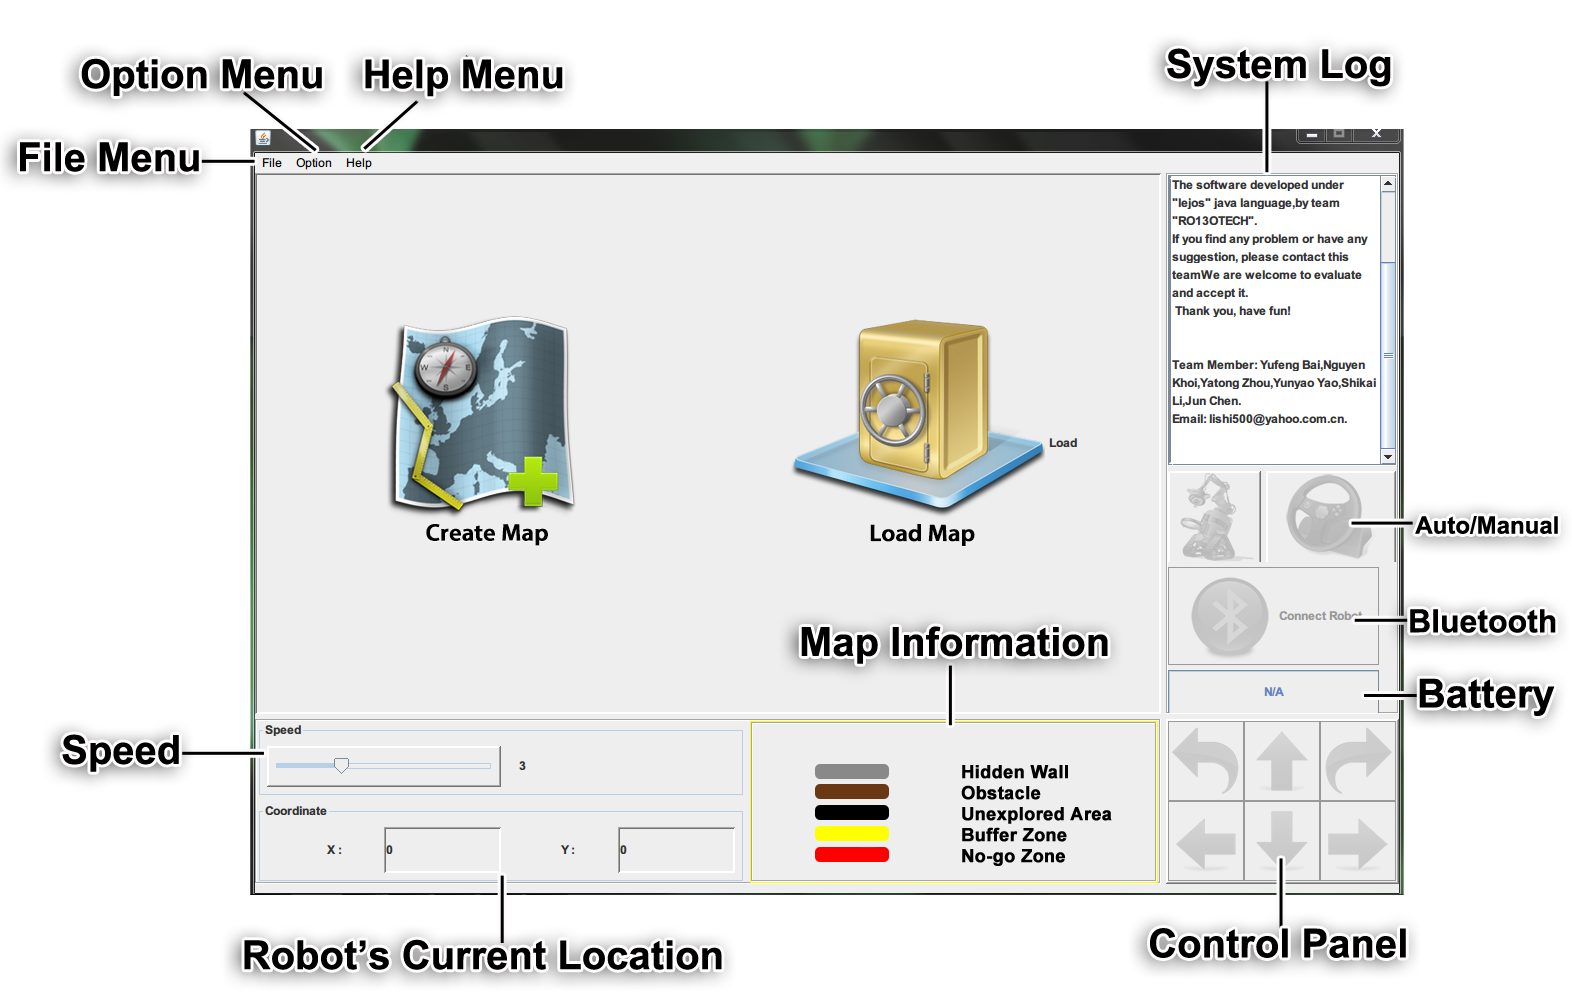 System Log
Option Menu
Help Menu
File Menu
File Option Help
The software developed under
"lejos" java language,by team
"RO13OTECH".
If you find any problem or have any
suggestion, please contact this
teamWe are welcome to evaluate
and accept it.
Thank you, have fun!
Team Member: Yufeng Bai,Nguyen
Khoi,Yatong Zhou,Yunyao Yao,Shikai
Li,Jun Chen.
Email: lishi500@yahoo.com.cn.
N
W
E
S
Load
Create Map
Load Map
Auto/Manual
Connect Robot
Bluetooth
Map Information
N/A
Battery
Speed
Speed
3
Hidden Wall
Obstacle
Unexplored Area
Buffer Zone
No-go Zone
Coordinate
X : 0
Y : 0
Robot’s Current Location
Control Panel